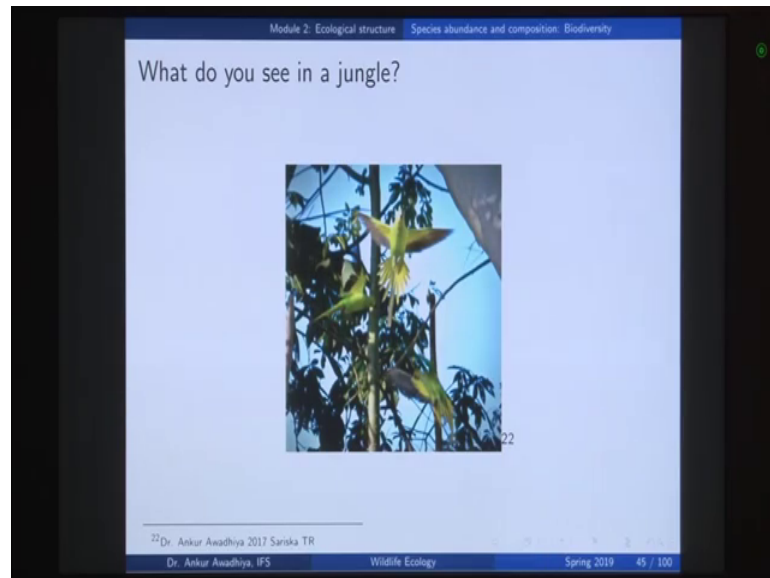 Module 2: Ecological structure Species abundance and composition: Biodiversity
What do you see in a jungle?
22
22Dr. Ankur Awadhiya 2017 Sariska TR
Dr. Ankur Awadhiya, IFS Wildlife Ecology Spring 2019 45 / 100